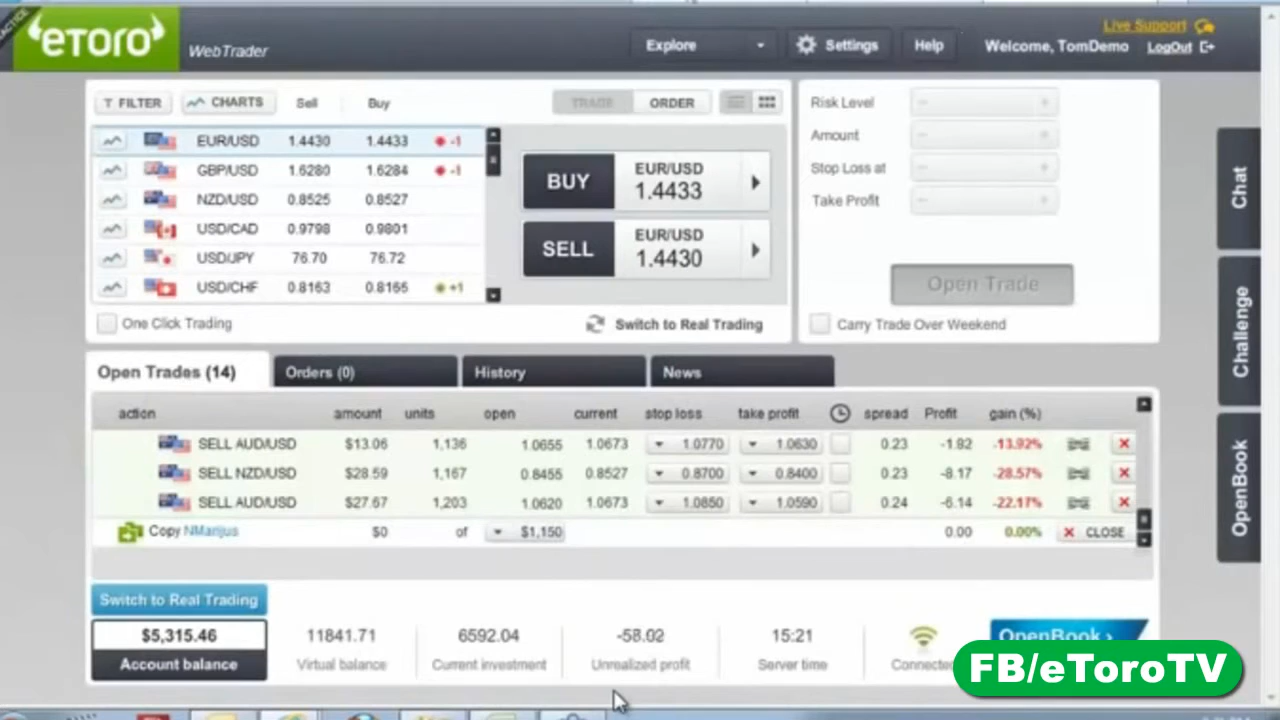 ACTICE
eTORO WebTrader
Explore
Settings
Help
Live Support
Welcome, TomDemo LogOut
FILTER CHARTS Sell Buy TRADE ORDER
EUR/USD 1.4430 1.4433 -1
GBP/USD 1.6280 1.6284 -1
NZD/USD 0.8525 0.8527
USD/CAD 0.9798 0.9801
USD/JPY 76.70 76.72
USD/CHF 0.8163 0.8165 +1
BUY EUR/USD 1.4433
SELL EUR/USD 1.4430
One Click Trading
Switch to Real Trading
Risk Level
Amount
Stop Loss at
Take Profit
Open Trade
Carry Trade Over Weekend
Chat
Challenge
OpenBook
Open Trades (14) Orders (0) History News
action amount units open current stop loss take profit spread Profit gain (%)
SELL AUD/USD $13.06 1,136 1.0655 1.0673 1.0770 1.0630 0.23 -1.92 -13.92%
SELL NZD/USD $28.59 1,167 0.8455 0.8527 0.8700 0.8400 0.23 -8.17 -28.57%
SELL AUD/USD $27.67 1,203 1.0620 1.0673 1.0850 1.0590 0.24 -6.14 -22.17%
Copy NManjus $0 of $1,150 0.00 0.00% CLOSE
Switch to Real Trading
$5,315.46 11841.71 6592.04 -58.02 15:21
Account balance Virtual balance Current investment Unrealized profit Server time Connected
OpenBook ›
FB/eToroTV